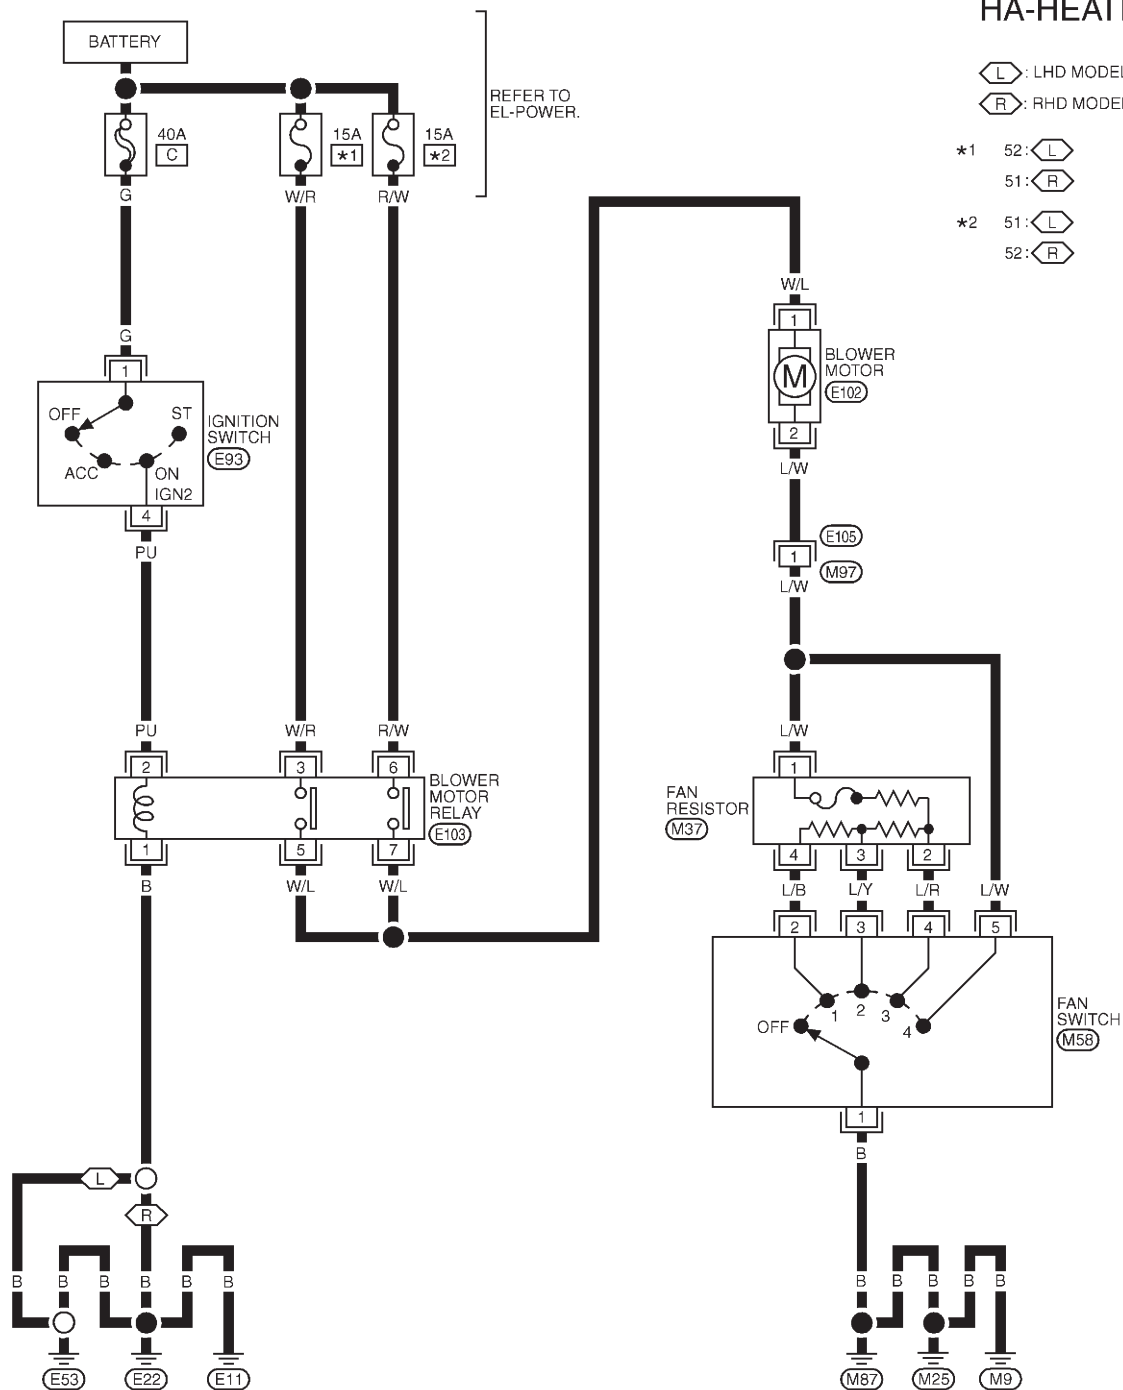 HA-HEAT
BATTERY
REFER TO
EL-POWER.
L : LHD MODEL
R : RHD MODEL
40A
C
15A
*1
15A
*2
*1 52: L
51: R
*2 51: L
52: R
G
W/R
R/W
W/L
G
1
1
M
BLOWER
MOTOR
E102
OFF
ST
ACC
ON
IGN2
IGNITION
SWITCH
E93
2
L/W
4
PU
E105
1
M97
L/W
PU
W/R
R/W
L/W
2
3
6
1
BLOWER
MOTOR
RELAY
E103
FAN
RESISTOR
M37
1
5
7
4
3
2
B
W/L
W/L
L/B
L/Y
L/R
L/W
2
3
4
5
OFF
1
2
3
4
FAN
SWITCH
M58
1
B
L
R
B
B
B
B
B
B
B
B
B
B
B
E53
E22
E11
M87
M25
M9